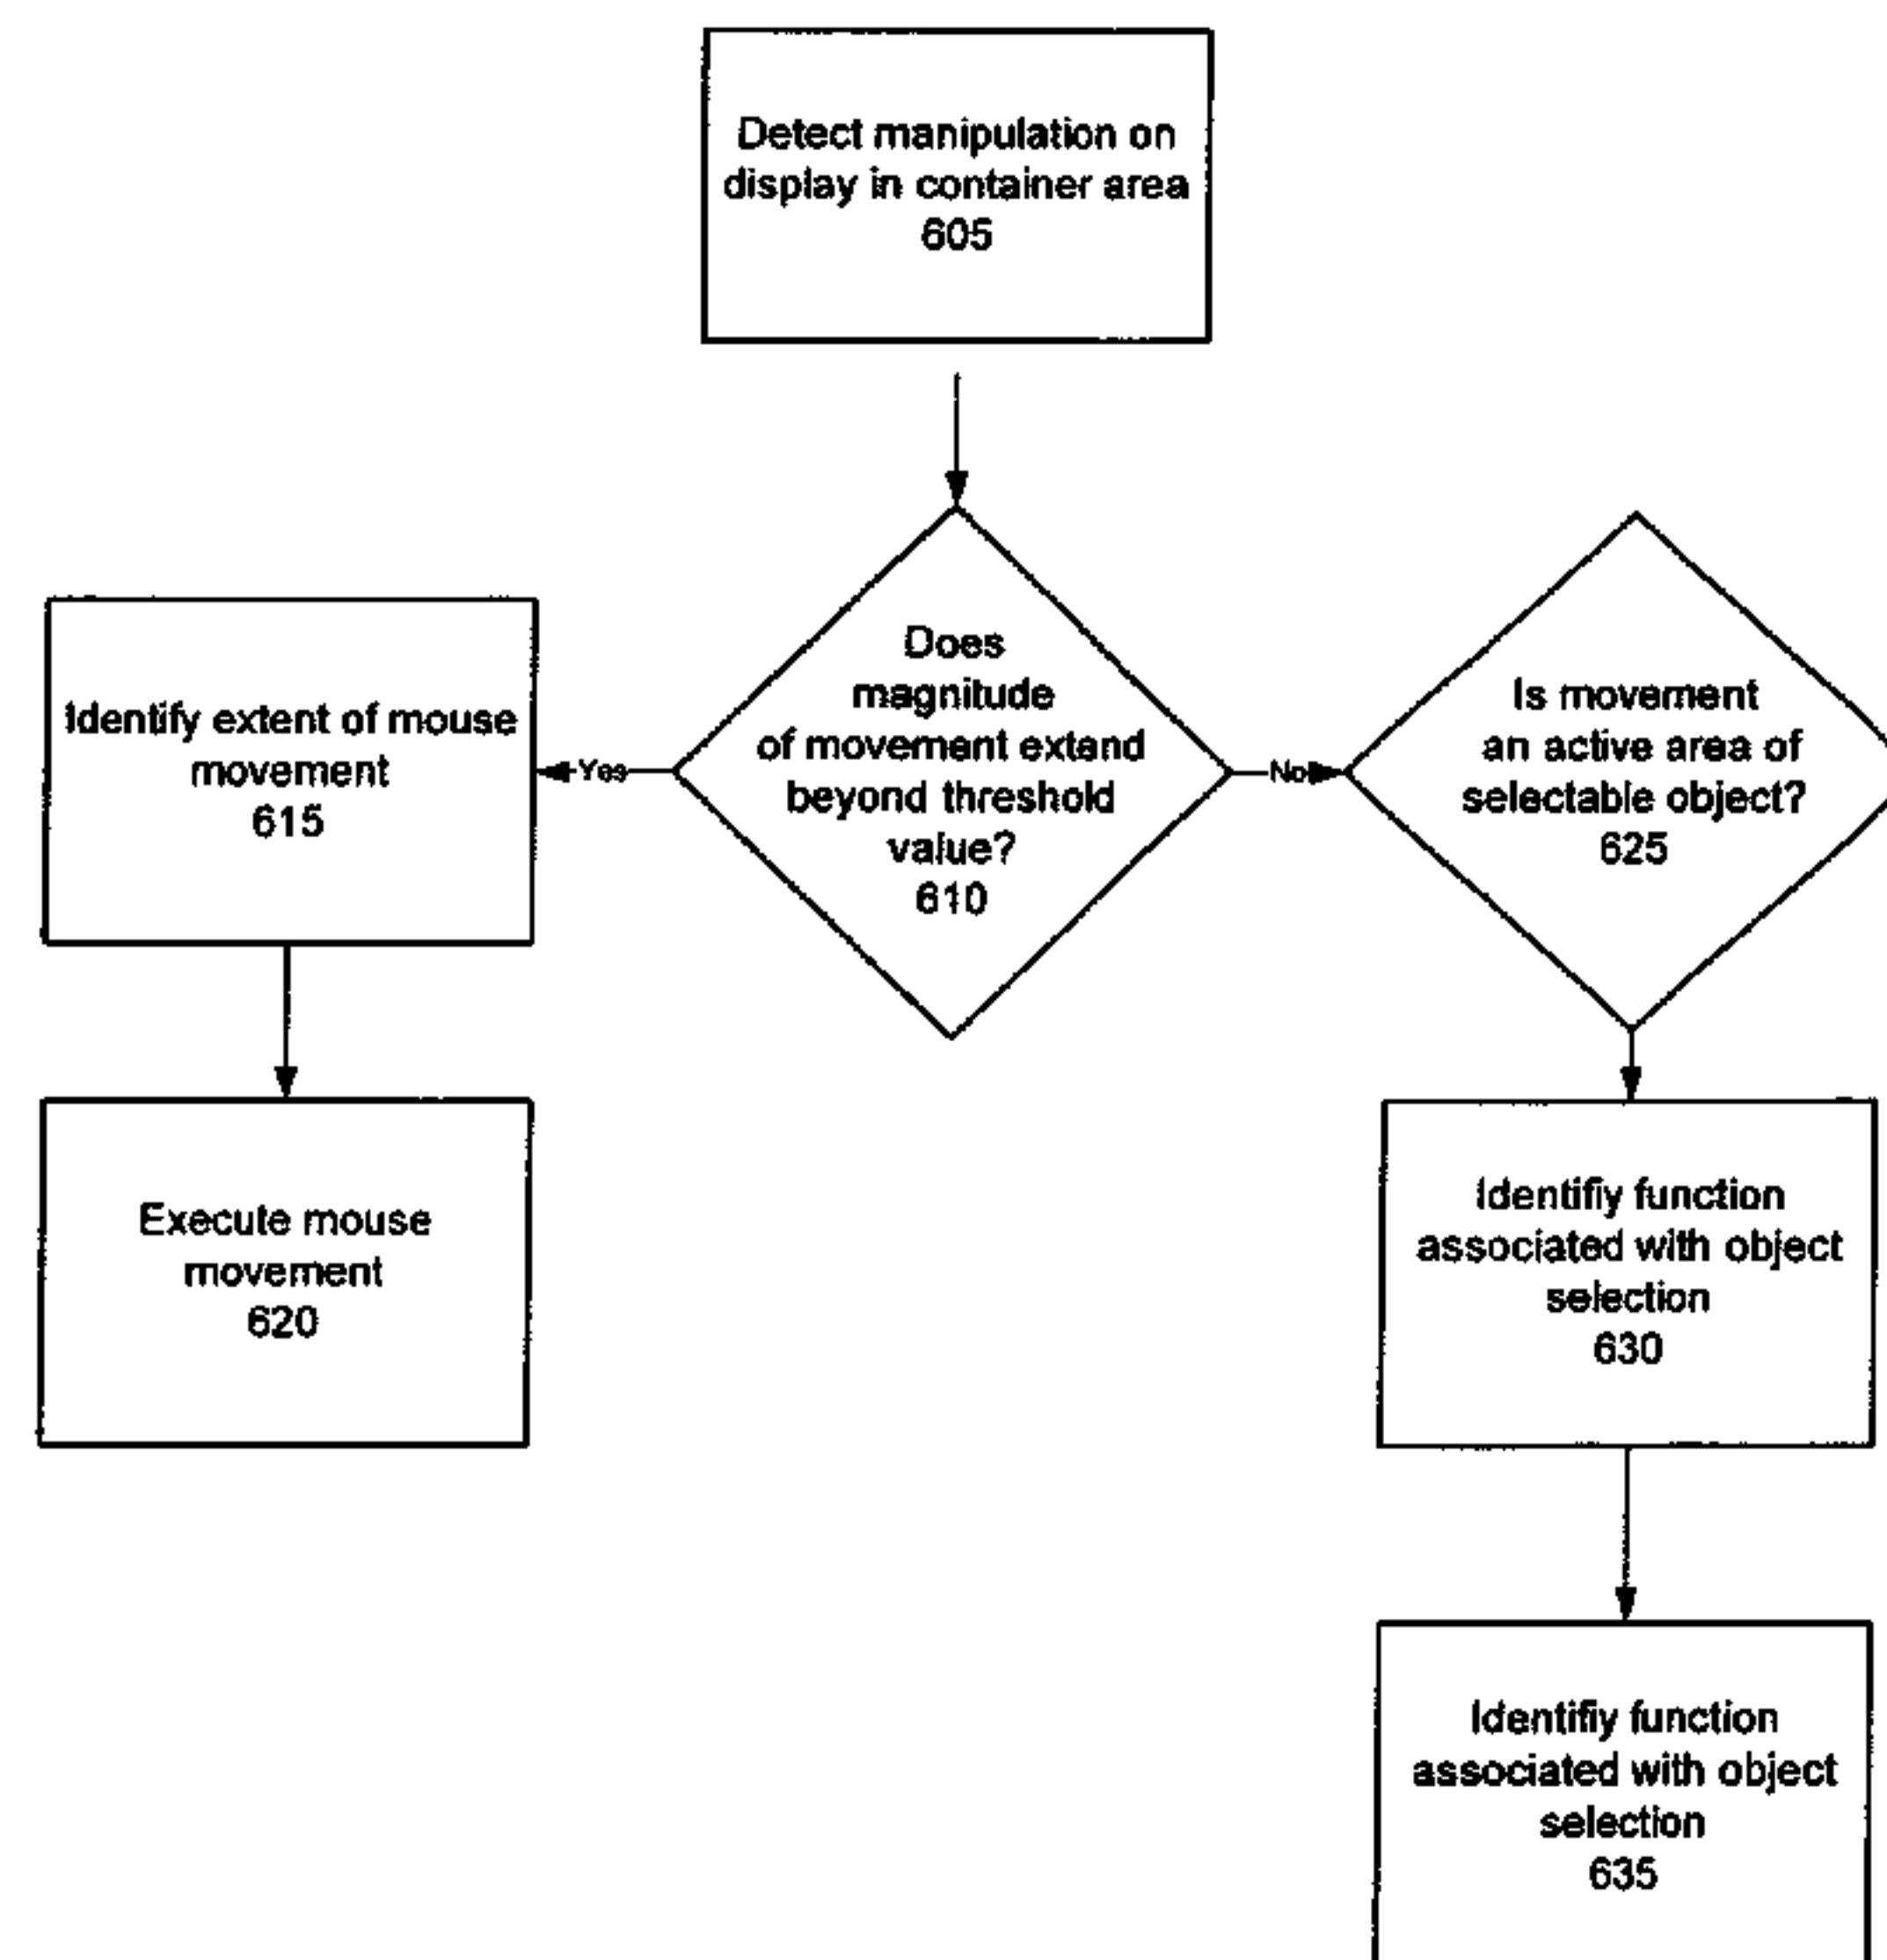 Detect manipulation on
display in container area
605
Does
magnitude
of movement extend
beyond threshold
value?
610
Yes
No
Identify extent of mouse
movement
615
Is movement
an active area of
selectable object?
625
Execute mouse
movement
620
Identifiy function
associated with object
selection
630
Identifiy function
associated with object
selection
635